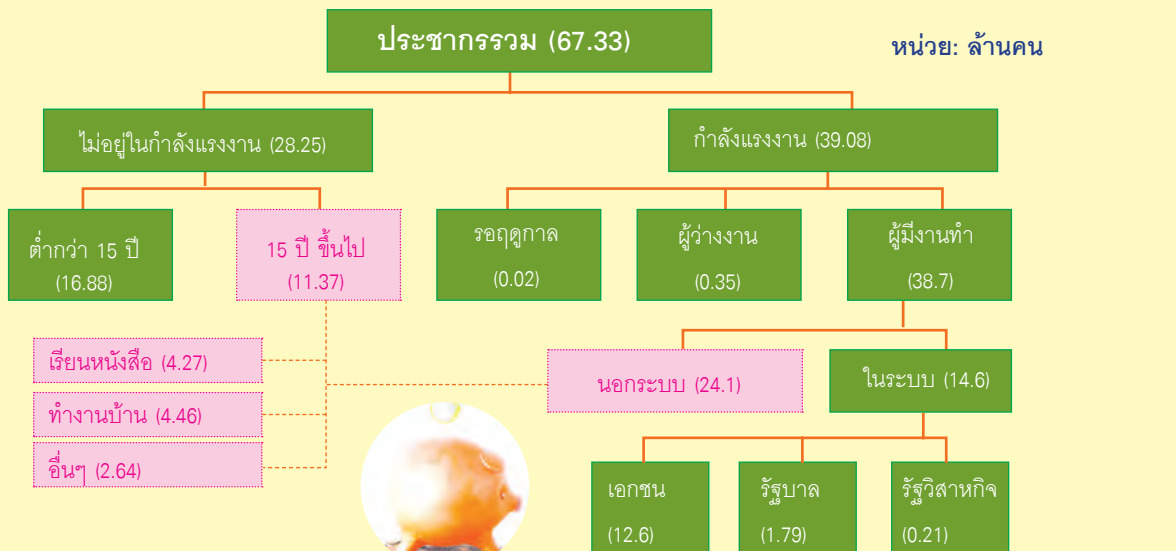 ประชากรรวม (67.33)
หน่วย: ล้านคน
ไม่อยู่ในกำลังแรงงาน (28.25)
กำลังแรงงาน (39.08)
ต่ำกว่า 15 ปี
(16.88)
15 ปี ขึ้นไป
(11.37)
รอฤดูกาล
(0.02)
ผู้ว่างงาน
(0.35)
ผู้มีงานทำ
(38.7)
เรียนหนังสือ (4.27)
ทำงานบ้าน (4.46)
อื่นๆ (2.64)
นอกระบบ (24.1)
ในระบบ (14.6)
เอกชน
(12.6)
รัฐบาล
(1.79)
รัฐวิสาหกิจ
(0.21)